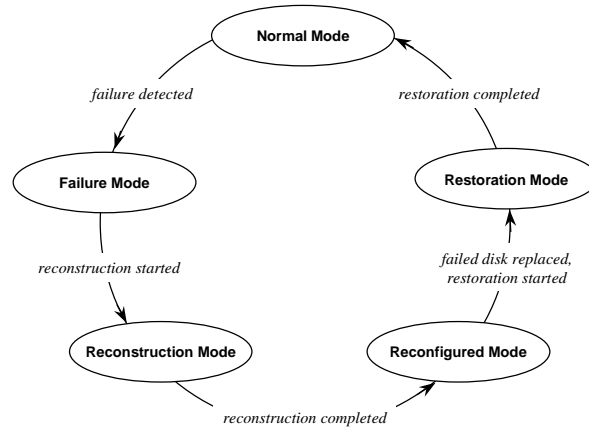 Normal Mode
failure detected
restoration completed
Failure Mode
Restoration Mode
reconstruction started
failed disk replaced,
restoration started
Reconstruction Mode
Reconfigured Mode
reconstruction completed